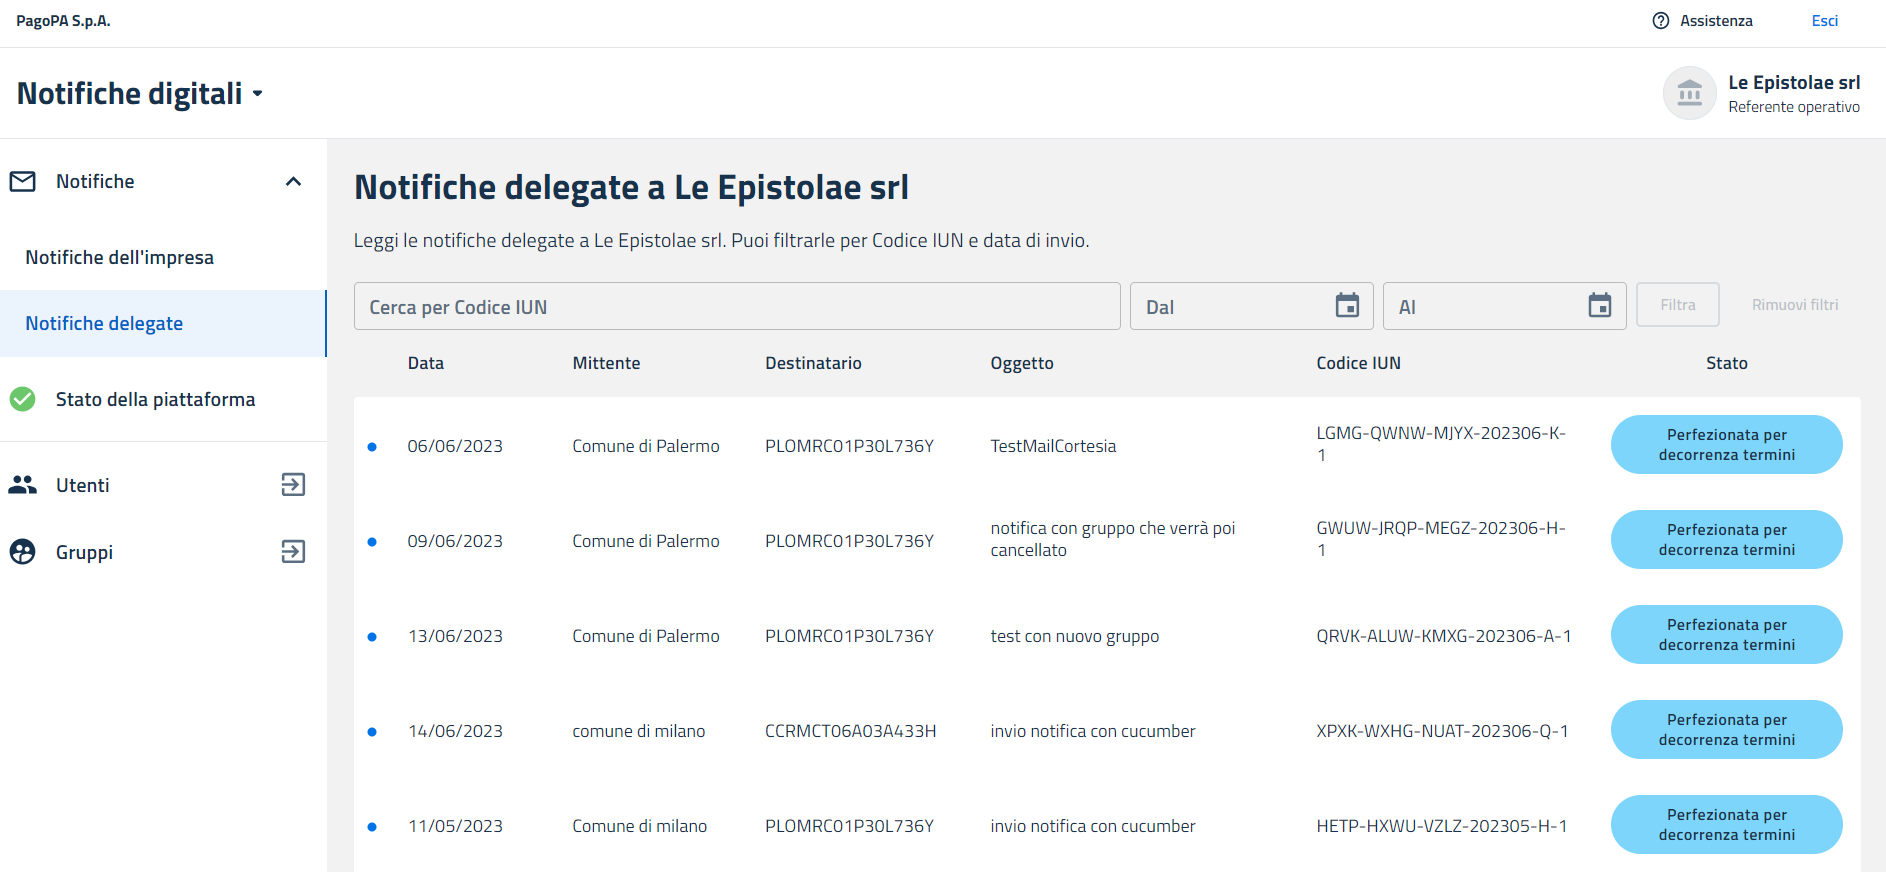 PagoPA S.p.A.
Assistenza
Esci
Notifiche digitali
Le Epistolae srl
Referente operativo
Notifiche
Notifiche dell'impresa
Notifiche delegate
Stato della piattaforma
Utenti
Gruppi
Notifiche delegate a Le Epistolae srl
Leggi le notifiche delegate a Le Epistolae srl. Puoi filtrarle per Codice IUN e data di invio.
Cerca per Codice IUN
Dal
Al
Filtra
Rimuovi filtri
Data Mittente Destinatario Oggetto Codice IUN Stato
06/06/2023 Comune di Palermo PLOMRC01P30L736Y TestMailCortesia
LGMG-QWNW-MJYX-202306-K-
1
Perfezionata per
decorrenza termini
09/06/2023 Comune di Palermo PLOMRC01P30L736Y
notifica con gruppo che verrà poi
cancellato
GWUW-JRQP-MEGZ-202306-H-
1
Perfezionata per
decorrenza termini
13/06/2023 Comune di Palermo PLOMRC01P30L736Y test con nuovo gruppo QRVK-ALUW-KMXG-202306-A-1
Perfezionata per
decorrenza termini
14/06/2023 comune di milano CCRMCT06A03A433H invio notifica con cucumber XPXK-WXHG-NUAT-202306-Q-1
Perfezionata per
decorrenza termini
11/05/2023 Comune di milano PLOMRC01P30L736Y invio notifica con cucumber HETP-HXWU-VZLZ-202305-H-1
Perfezionata per
decorrenza termini